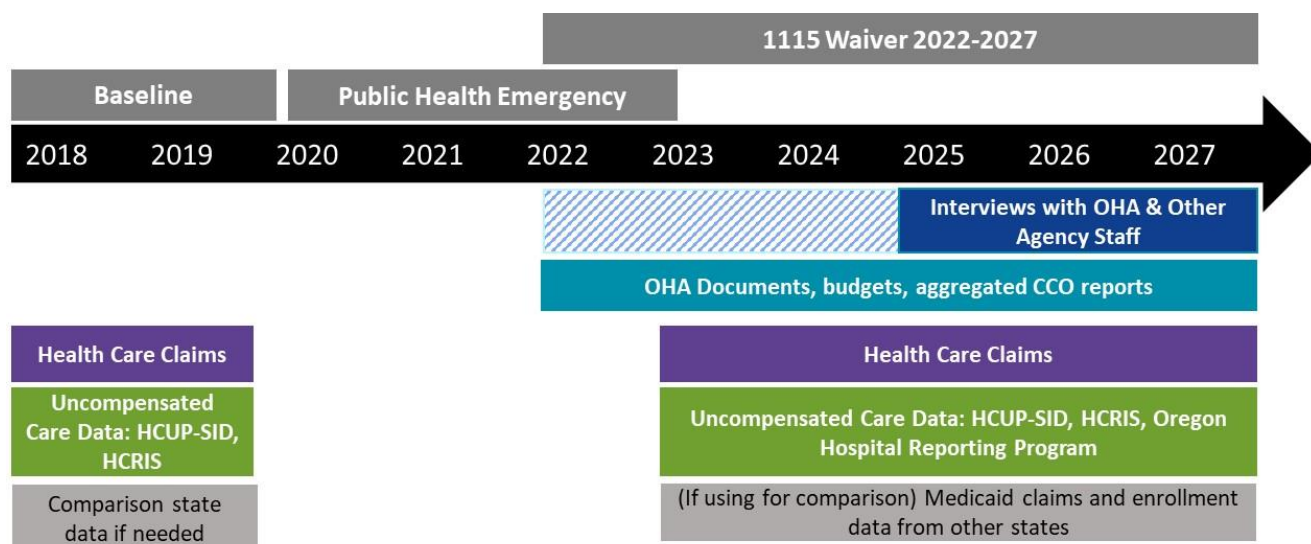 1115 Waiver 2022-2027
Baseline
Public Health Emergency
2018 2019 2020 2021 2022 2023 2024 2025 2026 2027
Interviews with OHA & Other
Agency Staff
OHA Documents, budgets, aggregated CCO reports
Health Care Claims
Health Care Claims
Uncompensated
Care Data: HCUP-SID,
HCRIS
Uncompensated Care Data: HCUP-SID, HCRIS, Oregon
Hospital Reporting Program
Comparison state
data if needed
(If using for comparison) Medicaid claims and enrollment
data from other states